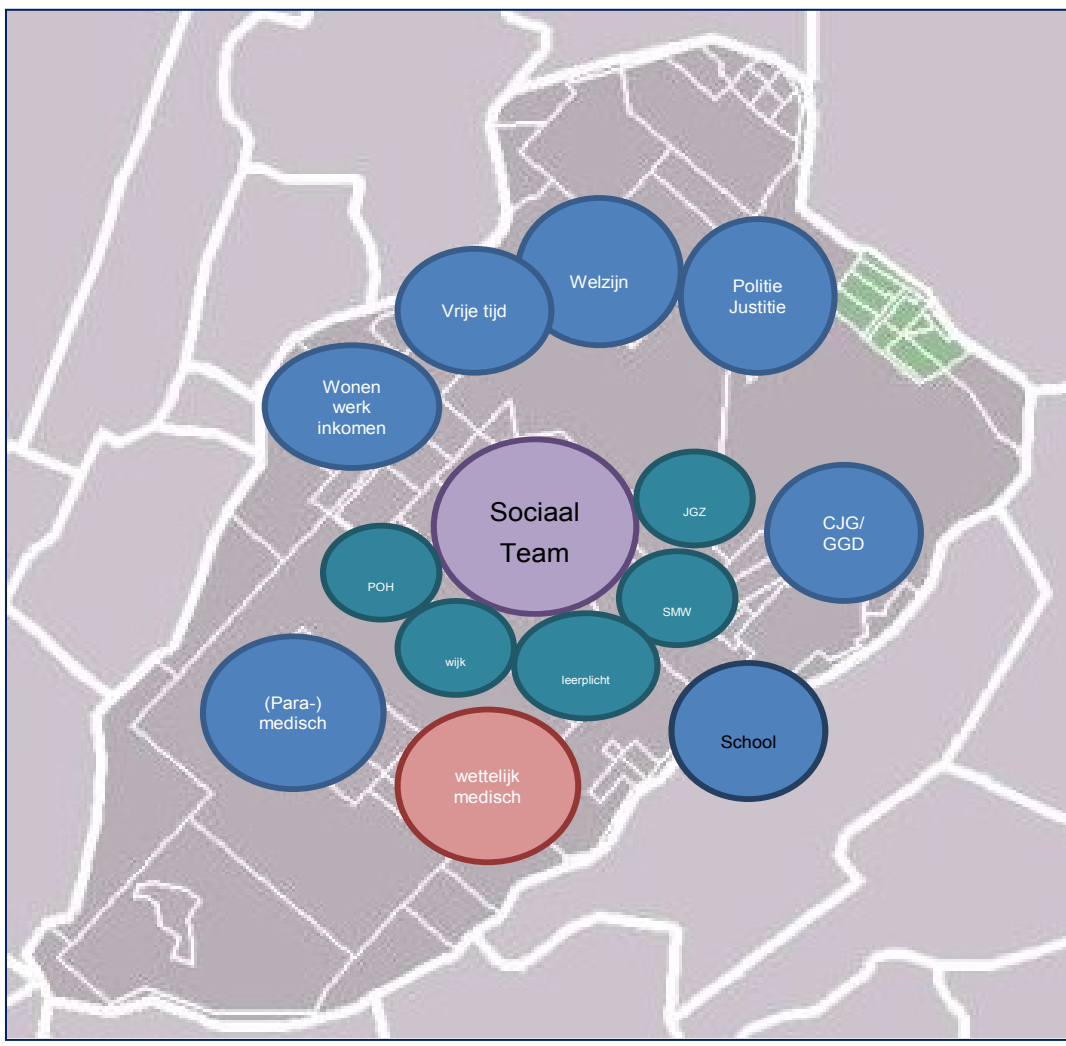 Welzijn
Politie
Justitie
Vrije tijd
Wonen
werk
inkomen
Sociaal
Team
JGZ
CJG/
GGD
POH
SMW
wijk
leerplicht
(Para-)
medisch
School
wettelijk
medisch